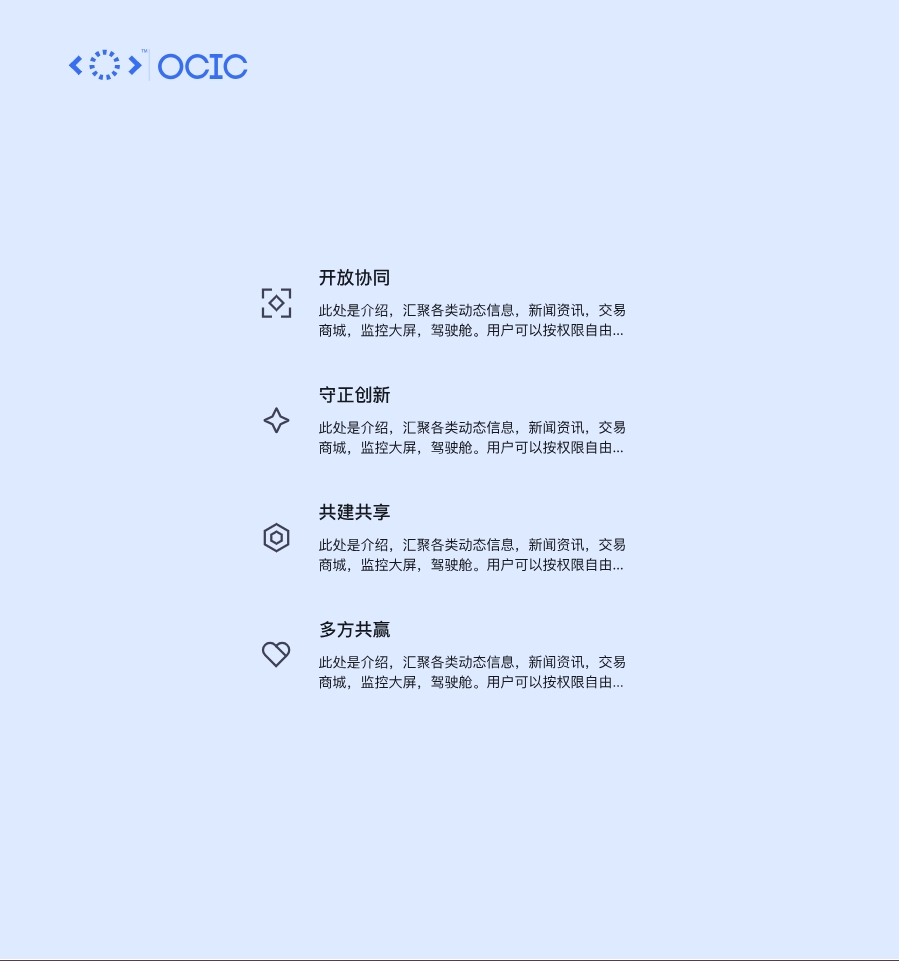 <O>™ OCIC
开放协同
此处是介绍，汇聚各类动态信息，新闻资讯，交易
商城，监控大屏，驾驶舱。用户可以按权限自由...
守正创新
此处是介绍，汇聚各类动态信息，新闻资讯，交易
商城，监控大屏，驾驶舱。用户可以按权限自由...
共建共享
此处是介绍，汇聚各类动态信息，新闻资讯，交易
商城，监控大屏，驾驶舱。用户可以按权限自由...
多方共赢
此处是介绍，汇聚各类动态信息，新闻资讯，交易
商城，监控大屏，驾驶舱。用户可以按权限自由...